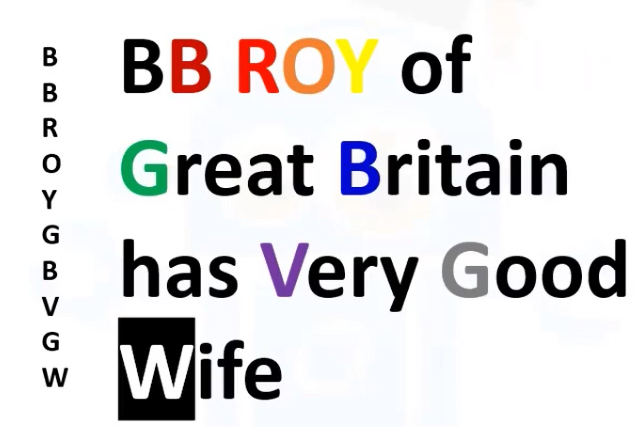 B
B
R
O
Y
G
B
V
G
W
BB ROY of
Great Britain
has Very Good
Wife